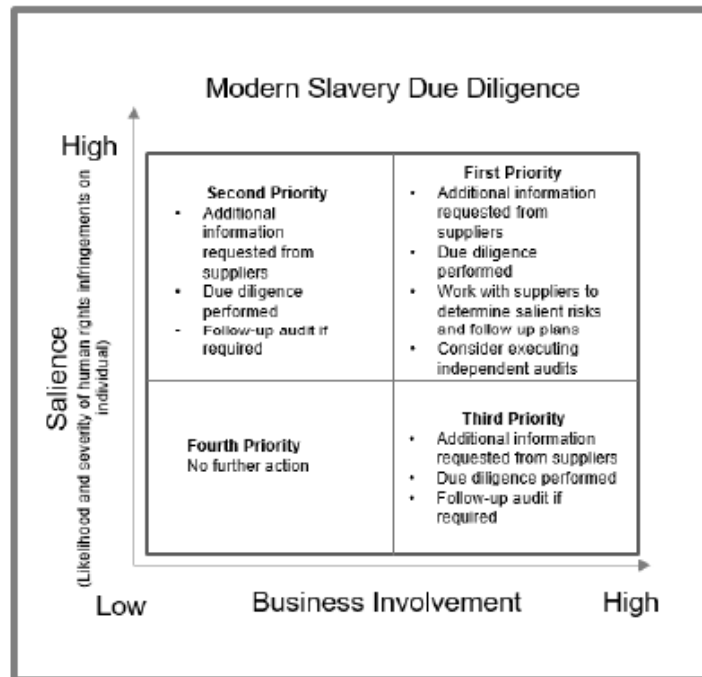 Modern Slavery Due Diligence
High
Second Priority
• Additional
information
requested from
suppliers
• Due diligence
performed
- Follow-up audit if
required
First Priority
• Additional information
requested from
suppliers
• Due diligence
performed
• Work with suppliers to
determine salient risks
and follow up plans
• Consider executing
independent audits
Salience
(Likelihood and severity of human rights infringements on
individual)
Fourth Priority
No further action
Third Priority
• Additional information
requested from suppliers
• Due diligence performed
• Follow-up audit if
required
Low
Business Involvement
High